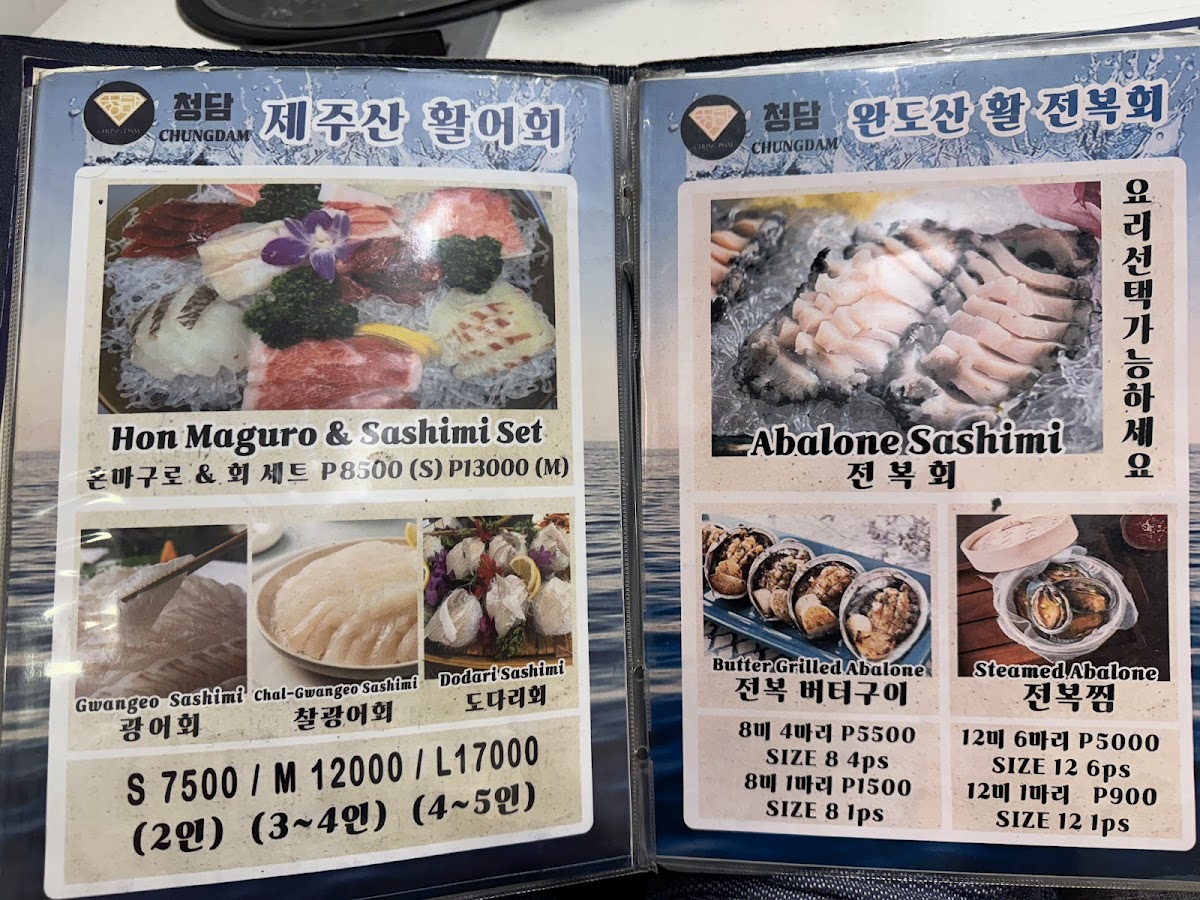 청담
CHUNGDAM
제주산 활어회
Hon Maguro & Sashimi Set
혼마구로 & 회 세트 P8500 (S) P13000 (M)
Gwangeo Sashimi
광어회
Chal-Gwangeo Sashimi
찰광어회
Dodari Sashimi
도다리회
S 7500 / M 12000 / L17000
(2인) (3~4인) (4~5인)
청담
CHUNGDAM
완도산 활 전복회
요리선택가능하세요
Abalone Sashimi
전복회
Butter Grilled Abalone
전복 버터구이
8미 4마리 P5500
SIZE 8 4ps
8미 1마리 P1500
SIZE 8 1ps
Steamed Abalone
전복찜
12미 6마리 P5000
SIZE 12 6ps
12미 1마리 P900
SIZE 12 1ps